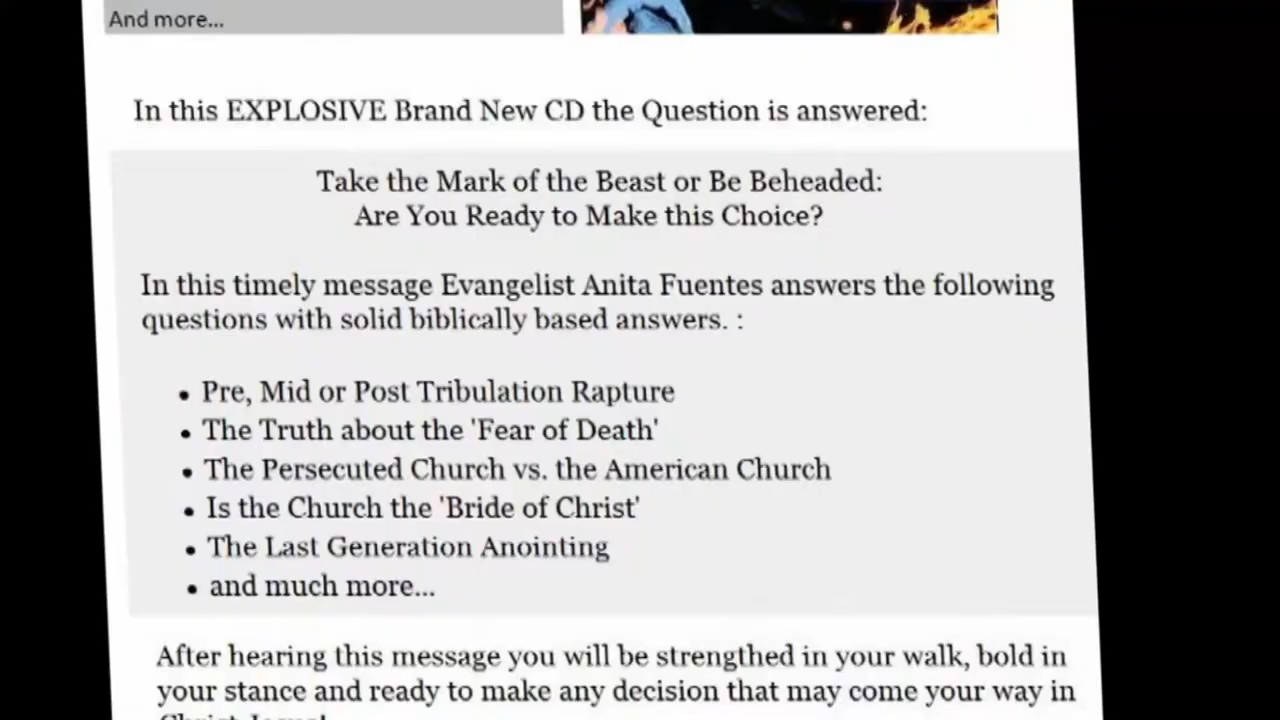 And more...
In this EXPLOSIVE Brand New CD the Question is answered:
Take the Mark of the Beast or Be Beheaded:
Are You Ready to Make this Choice?
In this timely message Evangelist Anita Fuentes answers the following
questions with solid biblically based answers. :
• Pre, Mid or Post Tribulation Rapture
• The Truth about the 'Fear of Death'
• The Persecuted Church vs. the American Church
• Is the Church the 'Bride of Christ'
• The Last Generation Anointing
• and much more...
After hearing this message you will be strengthed in your walk, bold in
your stance and ready to make any decision that may come your way in
Christ Jesus!